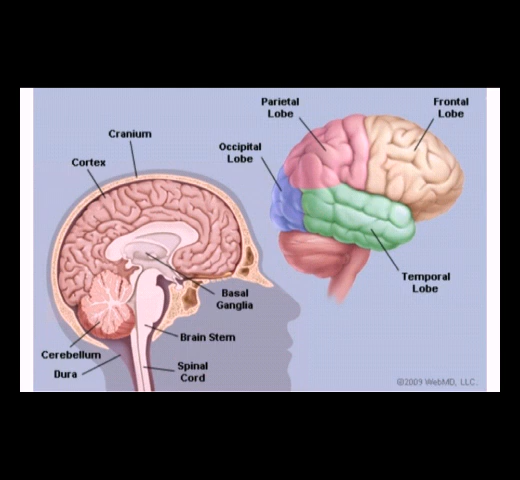 Parietal
Lobe
Frontal
Lobe
Cranium
Occipital
Lobe
Cortex
Temporal
Lobe
Basal
Ganglia
Brain Stem
Cerebellum
Spinal
Cord
Dura
©2009 WebMD, LLC.